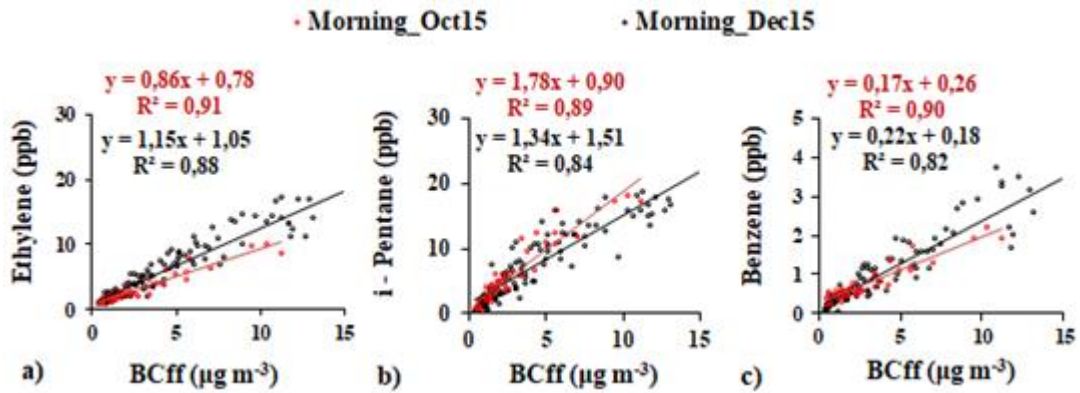 Morning_Oct15 Morning_Dec15
y = 0,86x + 0,78
R² = 0,91
y = 1,15x + 1,05
R² = 0,88
Ethylene (ppb)
30
20
10
0
0 5 10 15
a) BCff (µg m⁻³)
y = 1,78x + 0,90
R² = 0,89
y = 1,34x + 1,51
R² = 0,84
i - Pentane (ppb)
30
20
10
0
0 5 10 15
b) BCff (µg m⁻³)
y = 0,17x + 0,26
R² = 0,90
y = 0,22x + 0,18
R² = 0,82
Benzene (ppb)
5
4
3
2
1
0
0 5 10 15
c) BCff (µg m⁻³)